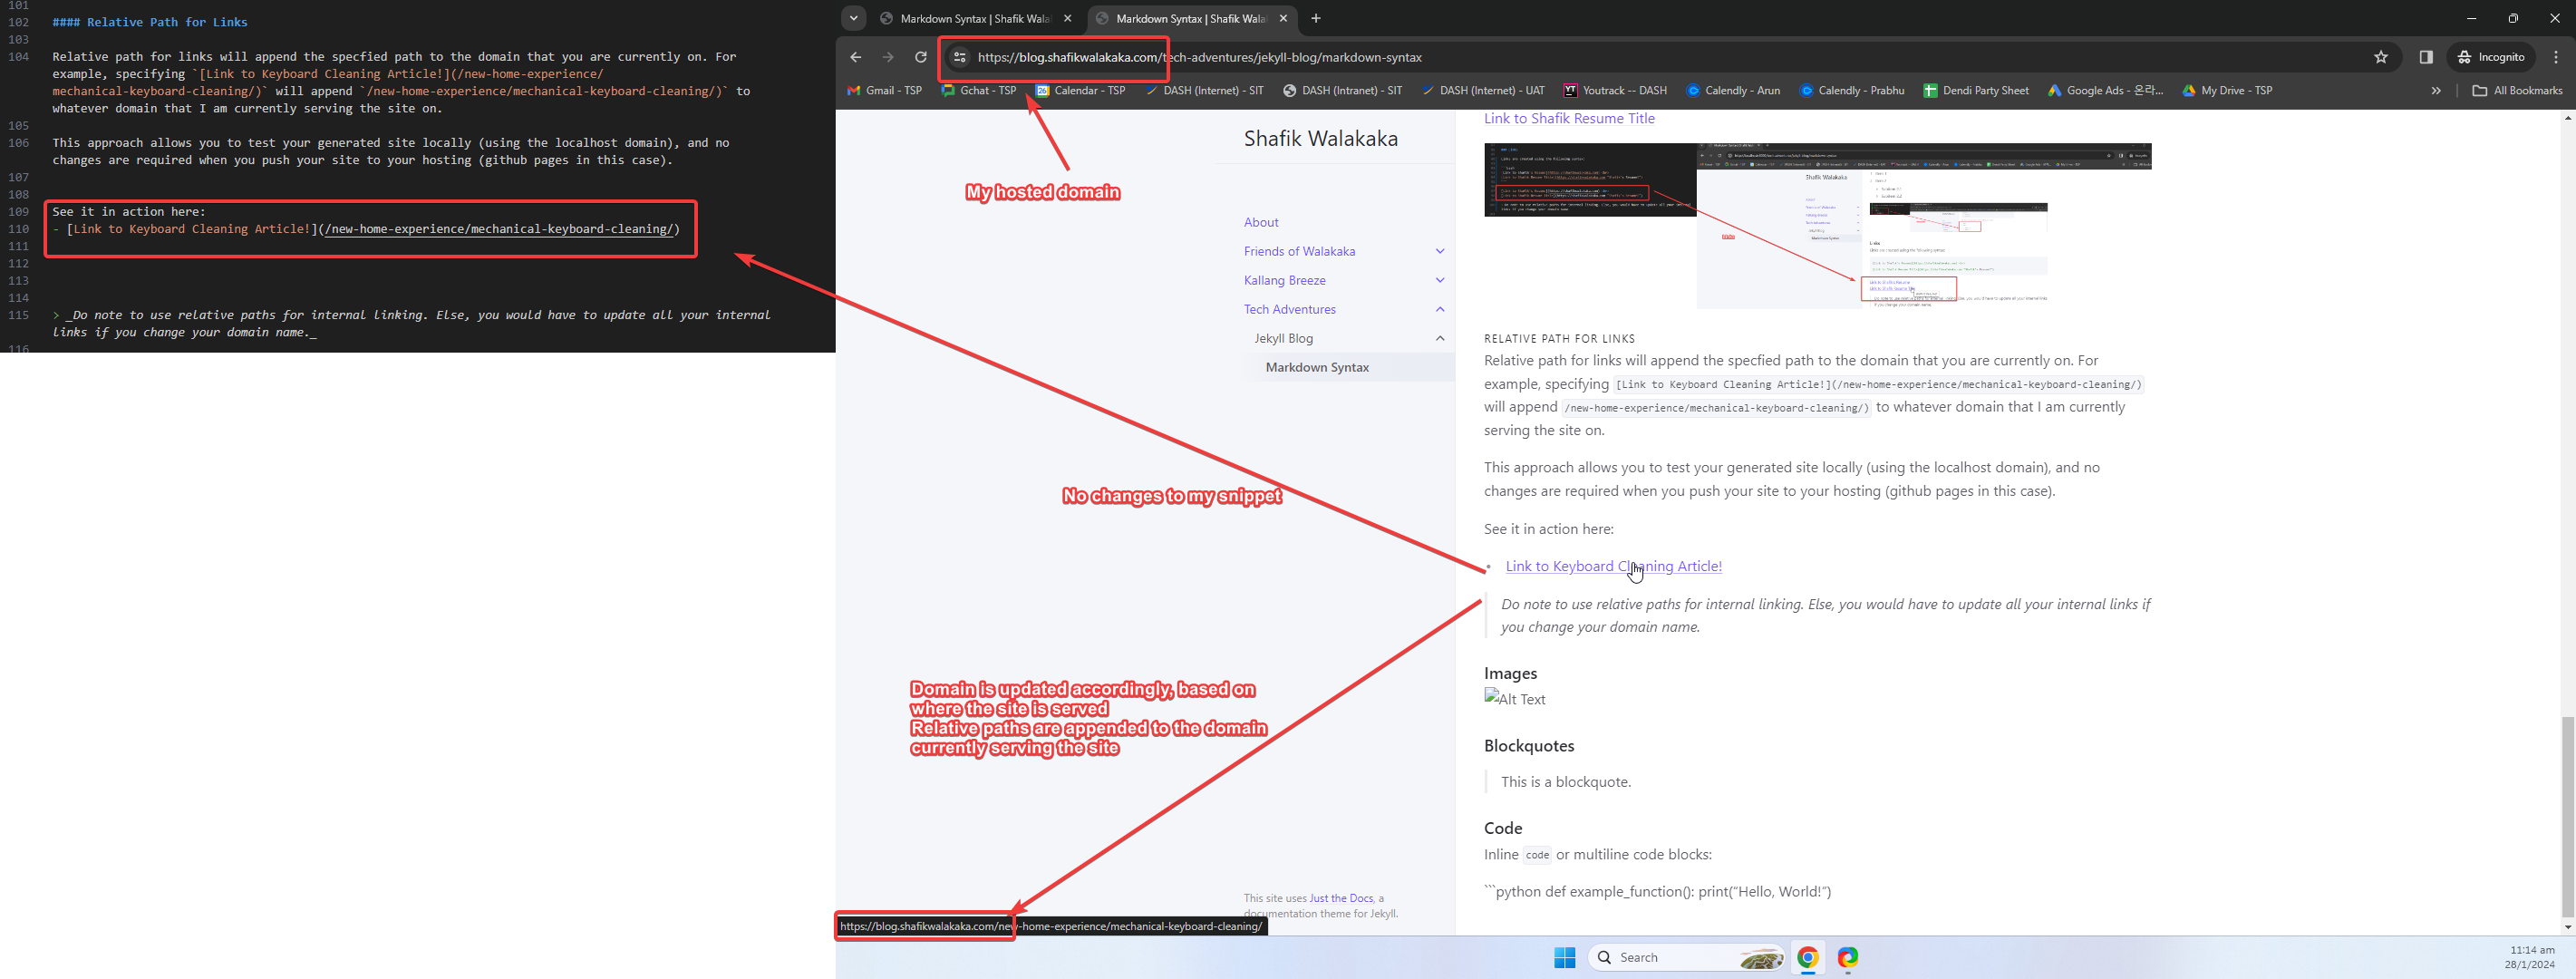 101
102 #### Relative Path for Links
103
104 Relative path for links will append the specfied path to the domain that you are currently on. For
example, specifying `[Link to Keyboard Cleaning Article!](/new-home-experience/
mechanical-keyboard-cleaning/)` will append `/new-home-experience/mechanical-keyboard-cleaning/)` to
whatever domain that I am currently serving the site on.
105
106 This approach allows you to test your generated site locally (using the localhost domain), and no
changes are required when you push your site to your hosting (github pages in this case).
107
108
109 See it in action here:
110 - [Link to Keyboard Cleaning Article!](/new-home-experience/mechanical-keyboard-cleaning/)
111
112
113
114
115 > _Do note to use relative paths for internal linking. Else, you would have to update all your internal
links if you change your domain name._
116
Markdown Syntax | Shafik Wala
Markdown Syntax | Shafik Wala
https://blog.shafikwalakaka.com/tech-adventures/jekyll-blog/markdown-syntax
Incognito
Gmail - TSP
Gchat - TSP
Calendar - TSP
DASH (Internet) - SIT
DASH (Intranet) - SIT
DASH (Internet) - UAT
Youtrack -- DASH
Calendly - Arun
Calendly - Prabhu
Dendi Party Sheet
Google Ads - 온라...
My Drive - TSP
All Bookmarks
My hosted domain
Shafik Walakaka
About
Friends of Walakaka
Kallang Breeze
Tech Adventures
Jekyll Blog
Markdown Syntax
No changes to my snippet
Domain is updated accordingly, based on
where the site is served
Relative paths are appended to the domain
currently serving the site
This site uses Just the Docs, a
documentation theme for Jekyll.
https://blog.shafikwalakaka.com/new-home-experience/mechanical-keyboard-cleaning/
Link to Shafik Resume Title
Shafik Walakaka
Markdown Syntax
Links
RELATIVE PATH FOR LINKS
Relative path for links will append the specfied path to the domain that you are currently on. For
example, specifying [Link to Keyboard Cleaning Article!](/new-home-experience/mechanical-keyboard-cleaning/)
will append /new-home-experience/mechanical-keyboard-cleaning/) to whatever domain that I am currently
serving the site on.
This approach allows you to test your generated site locally (using the localhost domain), and no
changes are required when you push your site to your hosting (github pages in this case).
See it in action here:
Link to Keyboard Cleaning Article!
Do note to use relative paths for internal linking. Else, you would have to update all your internal links if
you change your domain name.
Images
Alt Text
Blockquotes
This is a blockquote.
Code
Inline code or multiline code blocks:
```python def example_function(): print(“Hello, World!”)
Search
11:14 am
28/1/2024